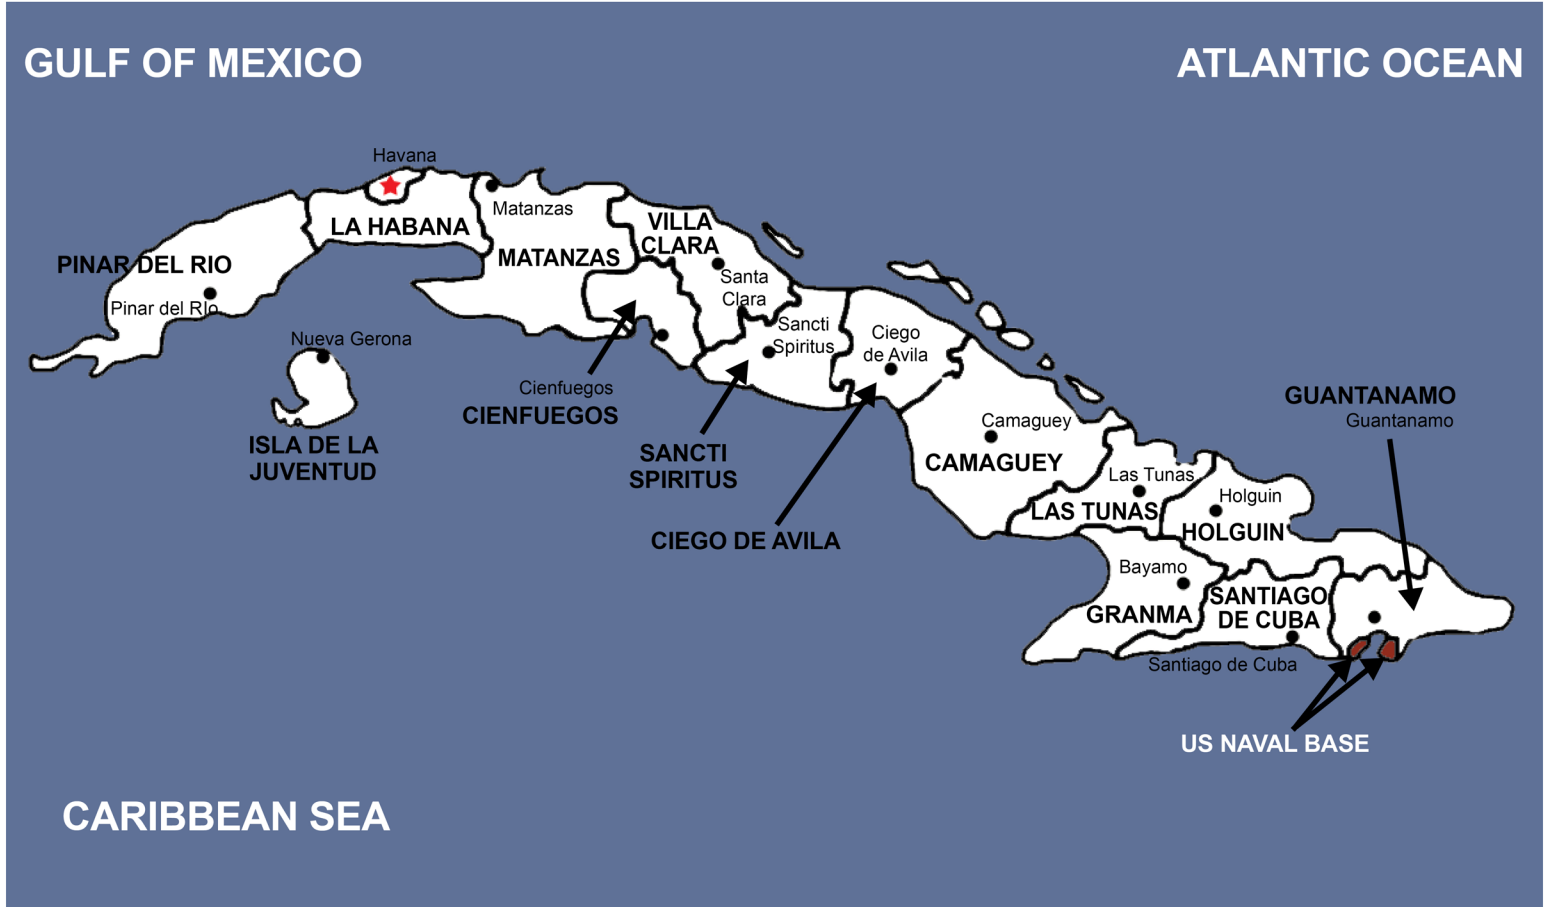 GULF OF MEXICO
ATLANTIC OCEAN
Havana
Matanzas
LA HABANA
VILLA
CLARA
MATANZAS
PINAR DEL RIO
Pinar del RIo
Santa
Clara
Nueva Gerona
Sancti
Spiritus
Ciego
de Avila
Cienfuegos
CIENFUEGOS
GUANTANAMO
Guantanamo
ISLA DE LA
JUVENTUD
SANCTI
SPIRITUS
Camaguey
CAMAGUEY
Las Tunas
LAS TUNAS
Holguin
HOLGUIN
CIEGO DE AVILA
Bayamo
GRANMA
SANTIAGO
DE CUBA
Santiago de Cuba
US NAVAL BASE
CARIBBEAN SEA